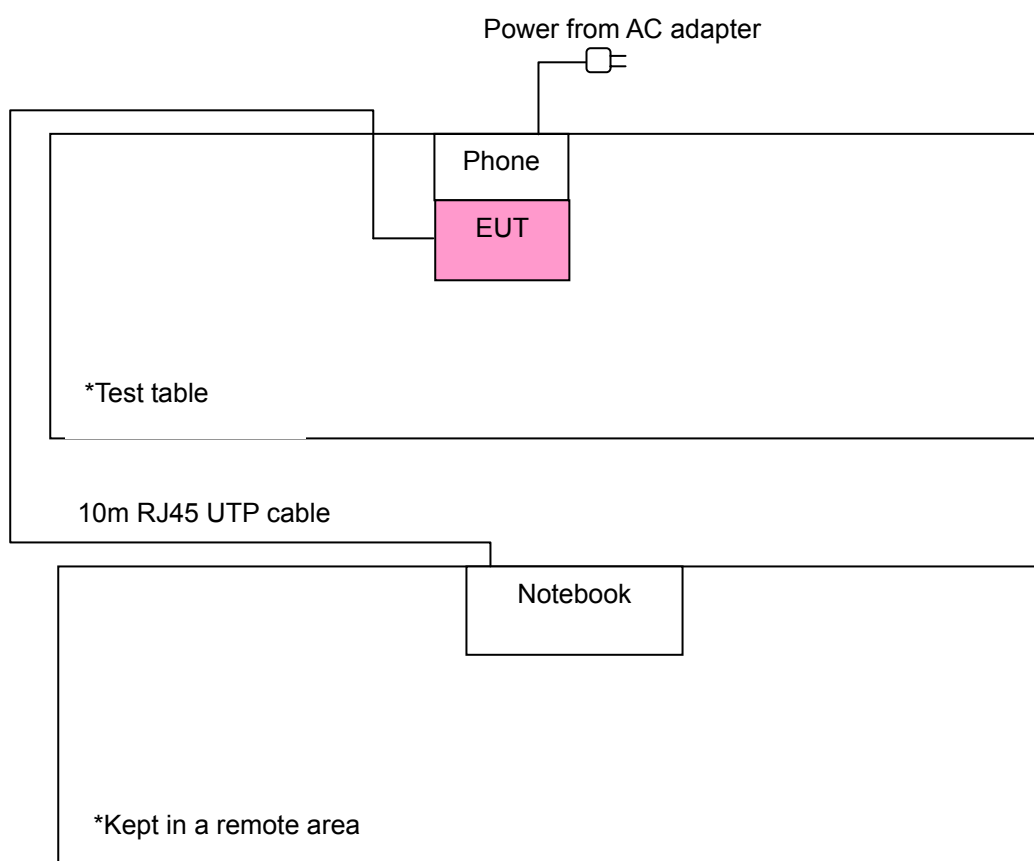 Power from AC adapter
Phone
EUT
*Test table
10m RJ45 UTP cable
Notebook
*Kept in a remote area